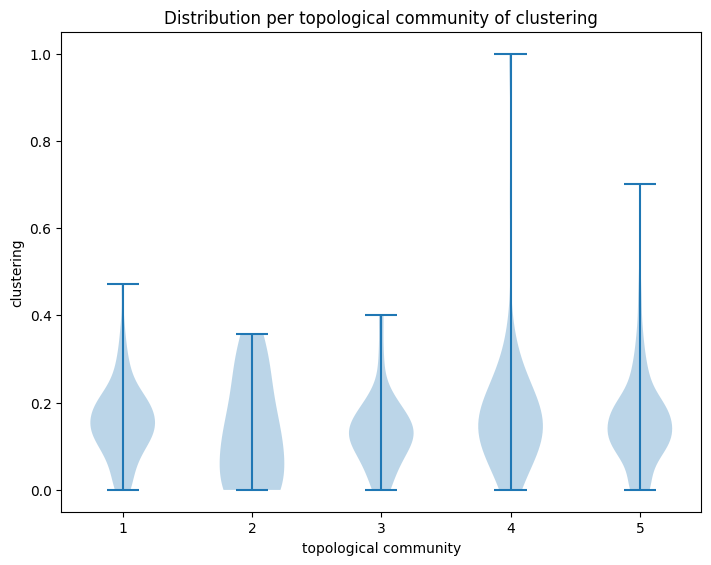 Distribution per topological community of clustering
1.0
0.8
0.6
0.4
0.2
0.0
clustering
1 2 3 4 5
topological community